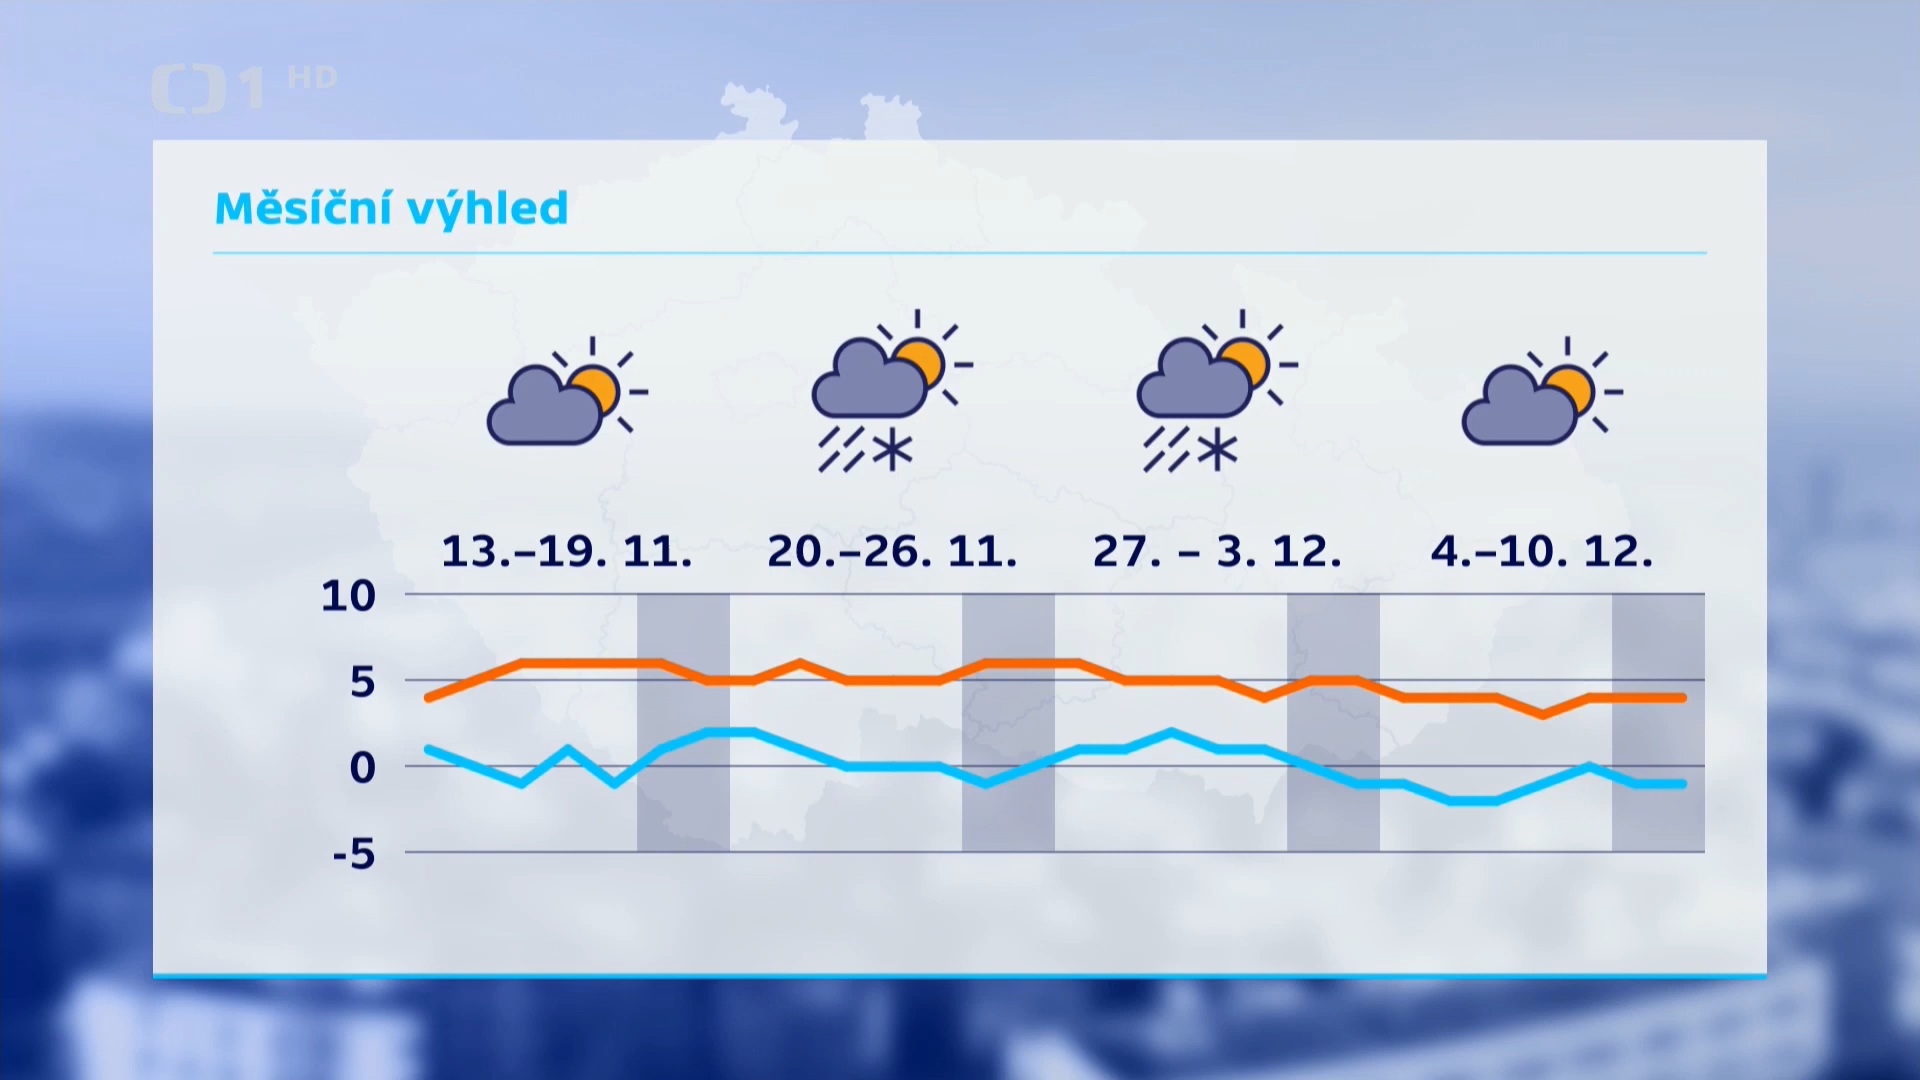 1 HD
Měsíční výhled
13.–19. 11.
20.–26. 11.
27. – 3. 12.
4.–10. 12.
10
5
0
-5